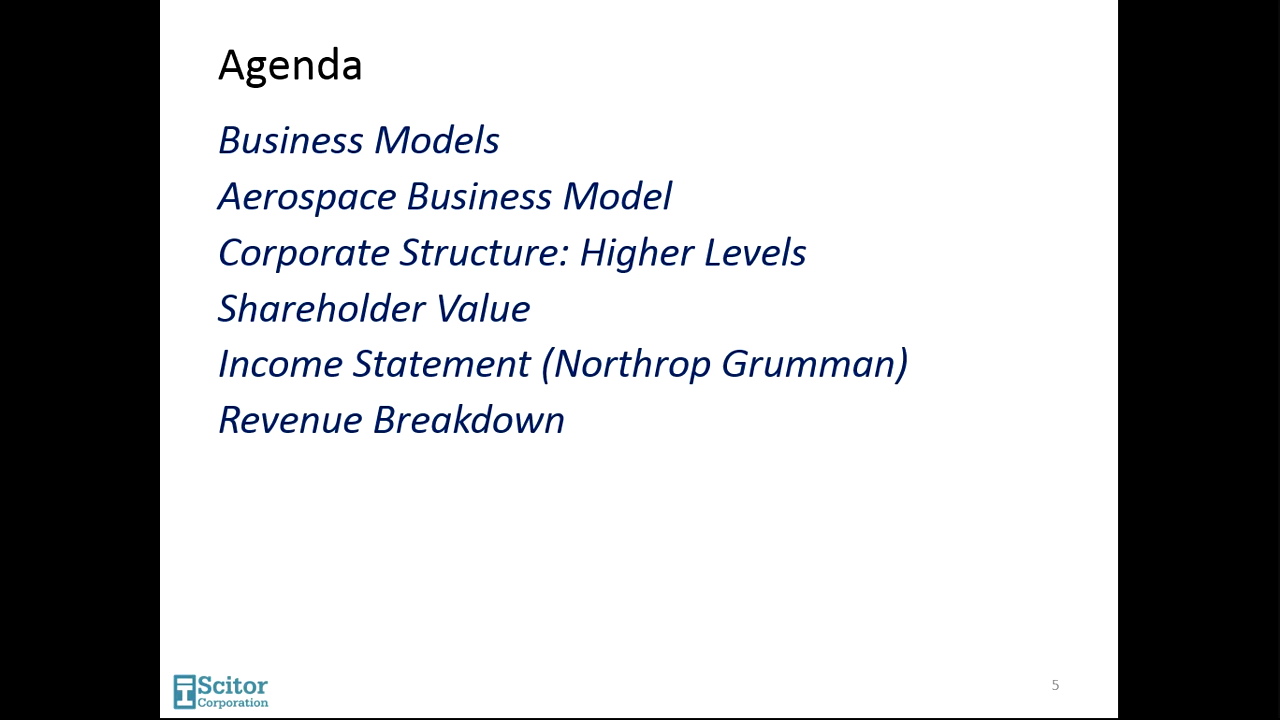 Agenda
Business Models
Aerospace Business Model
Corporate Structure: Higher Levels
Shareholder Value
Income Statement (Northrop Grumman)
Revenue Breakdown
Scitor
Corporation
5